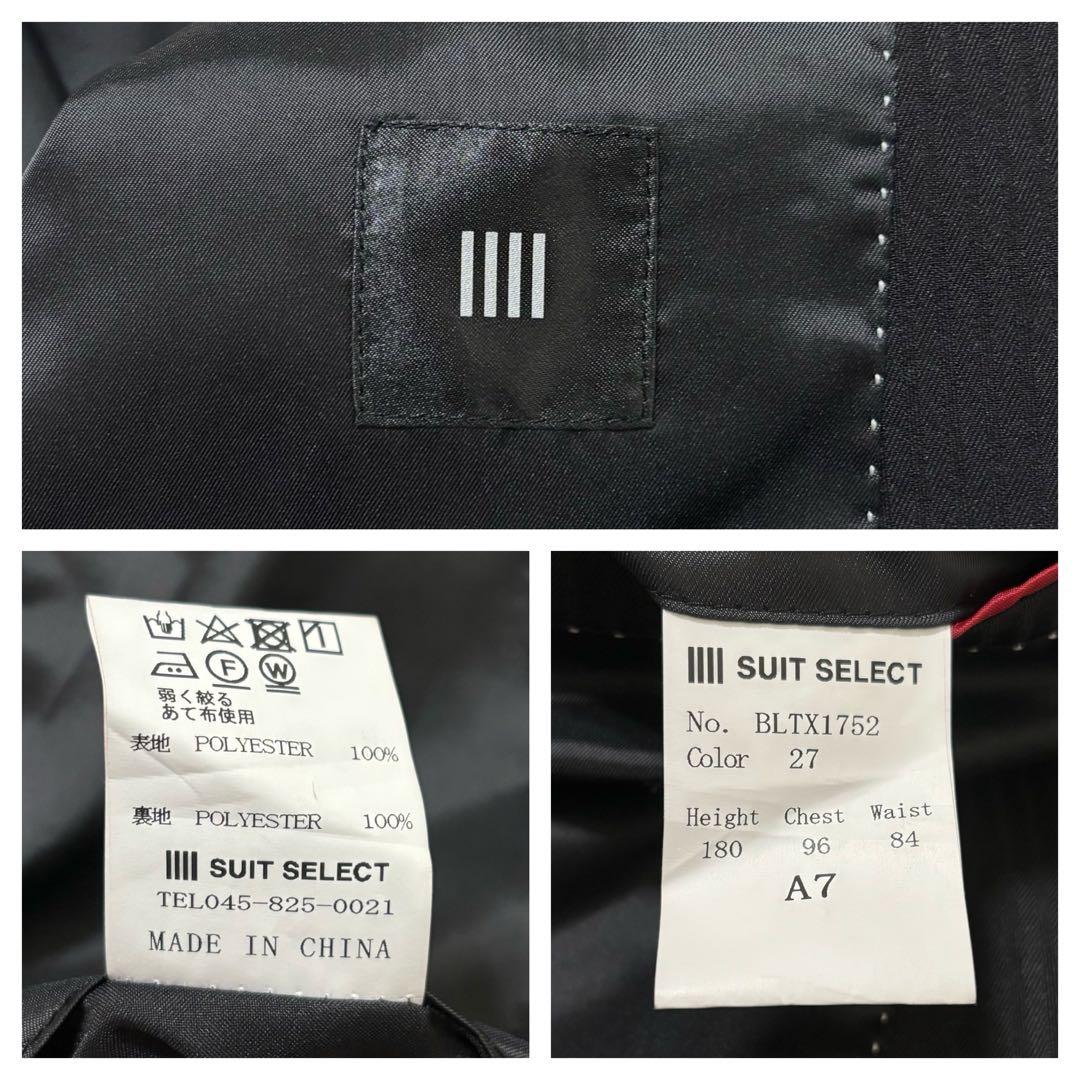 弱く絞る
あて布使用
表地 POLYESTER 100%
裏地 POLYESTER 100%
SUIT SELECT
TEL045-825-0021
MADE IN CHINA
SUIT SELECT
No. BLTX1752
Color 27
Height Chest Waist
180 96 84
A7
F
W